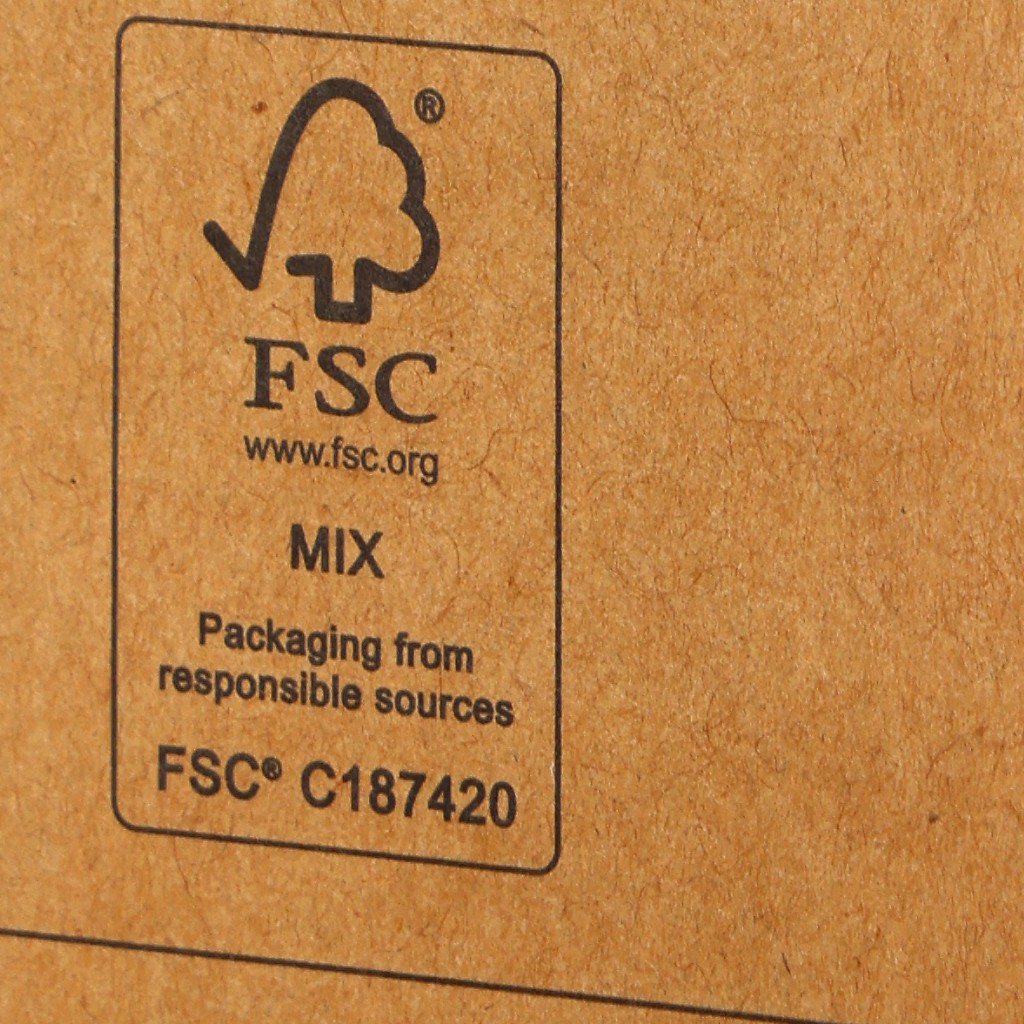 ®
FSC
www.fsc.org
MIX
Packaging from
responsible sources
FSC® C187420